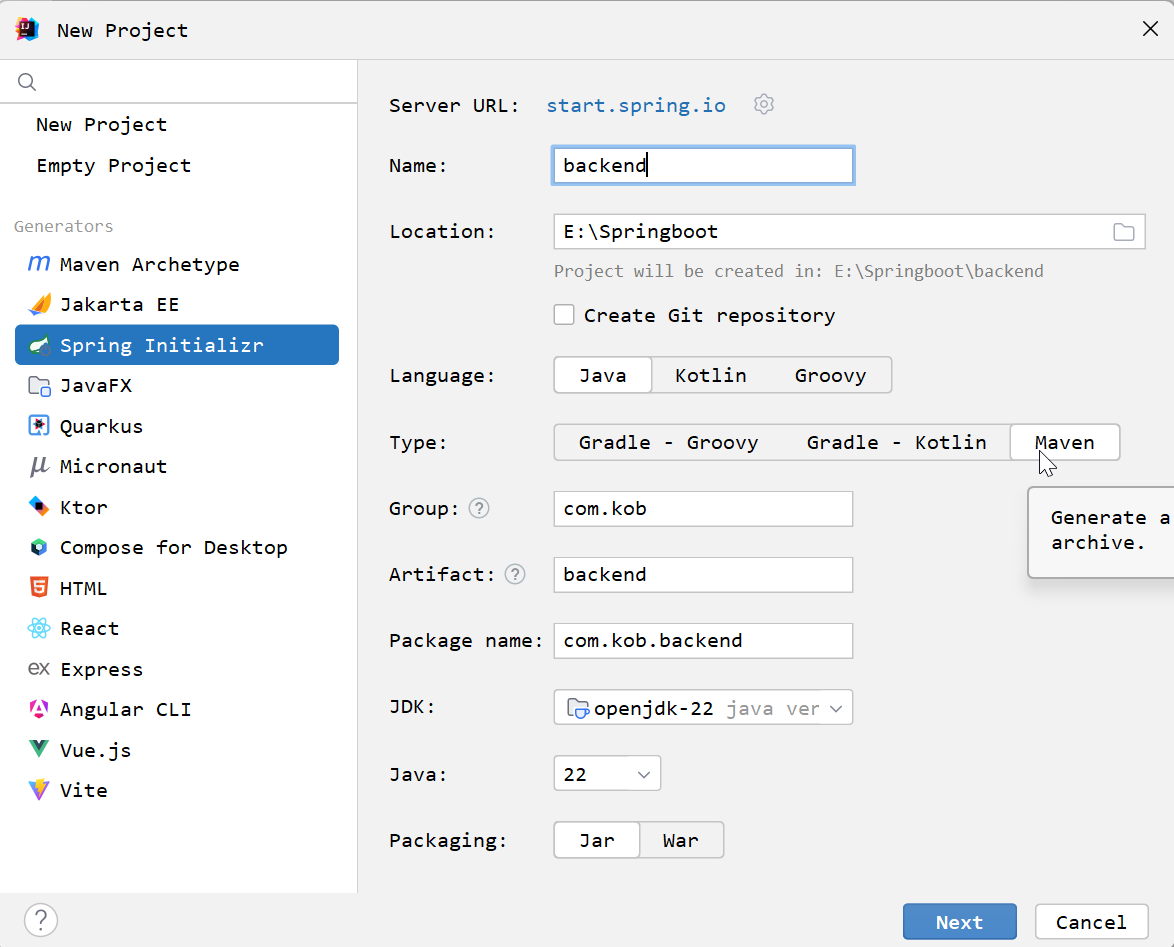 New Project
Server URL: start.spring.io
New Project
Empty Project
Generators
Maven Archetype
Jakarta EE
Spring Initializr
JavaFX
Quarkus
Micronaut
Ktor
Compose for Desktop
HTML
React
ex Express
Angular CLI
Vue.js
Vite
Name: backend
Location: E:\Springboot
Project will be created in: E:\Springboot\backend
Create Git repository
Language: Java Kotlin Groovy
Type: Gradle - Groovy Gradle - Kotlin Maven
Generate a
archive.
Group: ? com.kob
Artifact: ? backend
Package name: com.kob.backend
JDK: openjdk-22 java ver
Java: 22
Packaging: Jar War
? Next Cancel